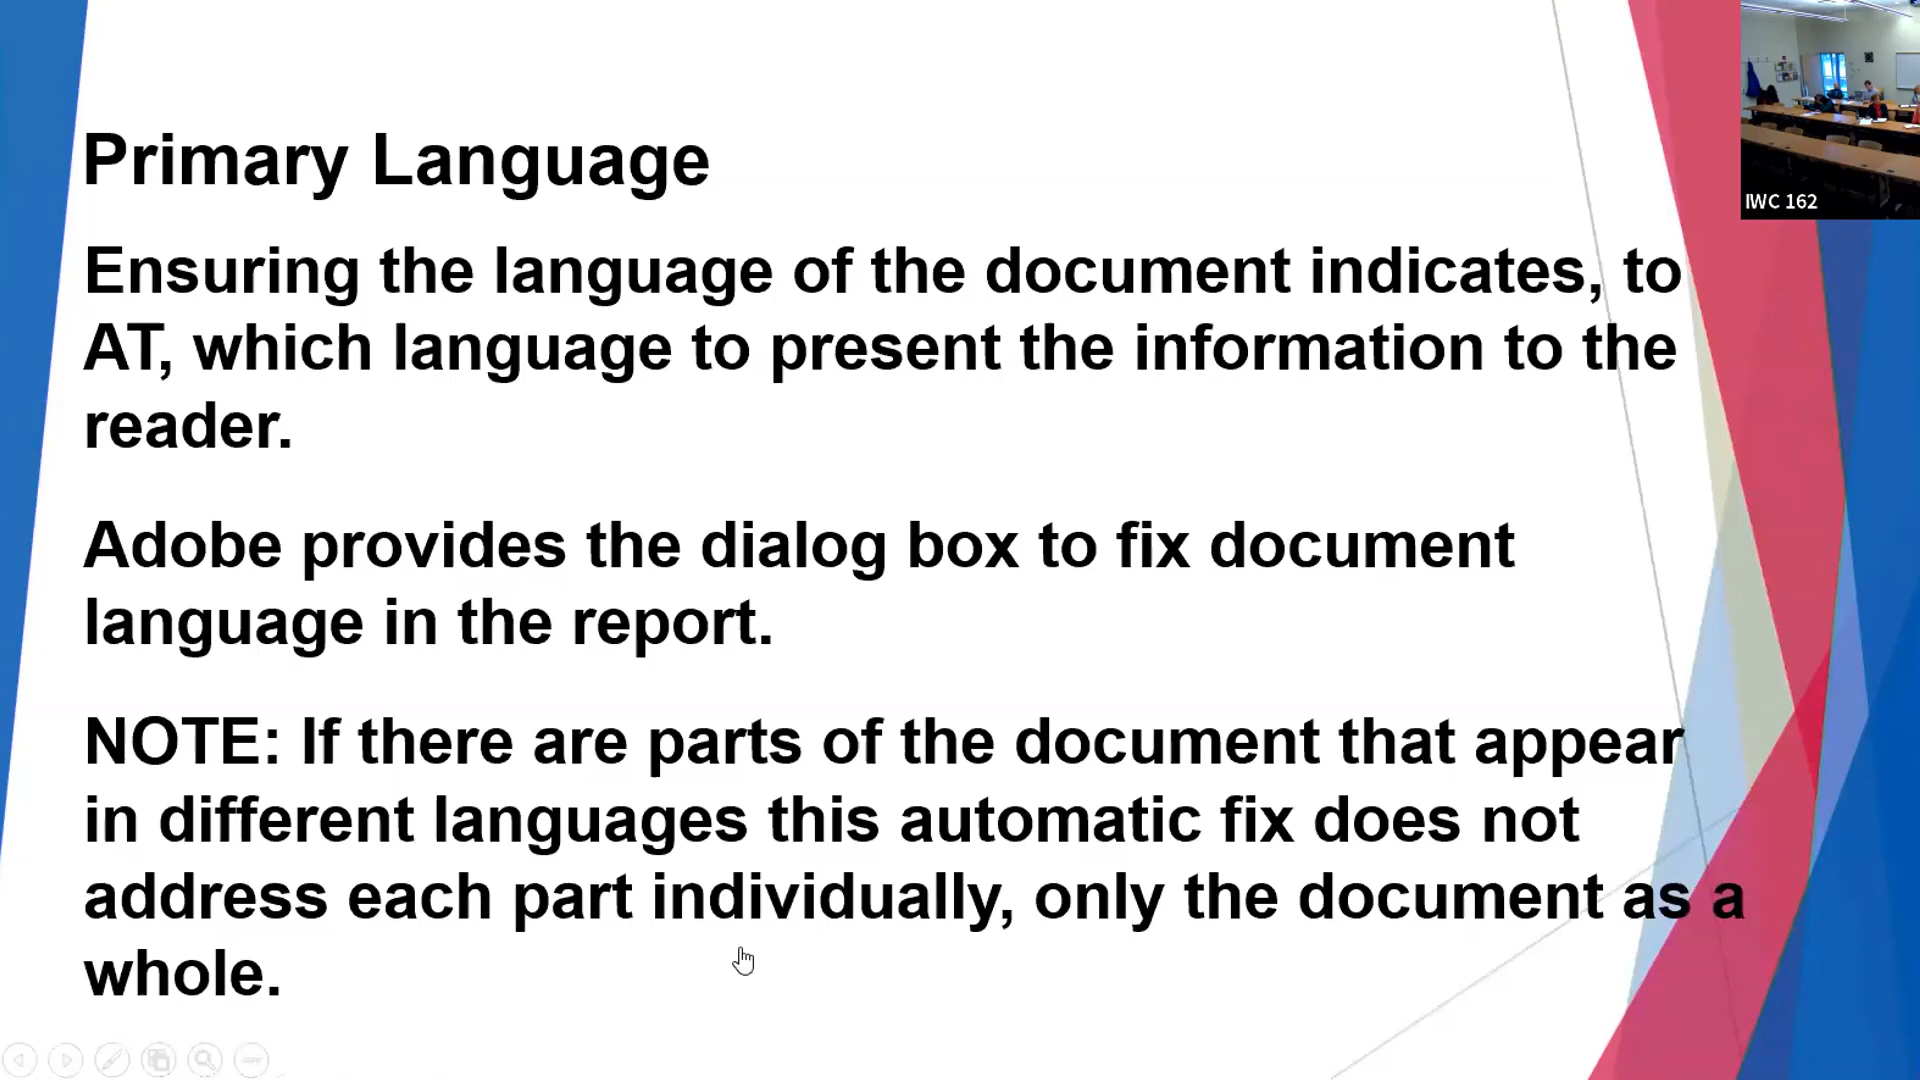 Primary Language
Ensuring the language of the document indicates, to
AT, which language to present the information to the
reader.
Adobe provides the dialog box to fix document
language in the report.
NOTE: If there are parts of the document that appear
in different languages this automatic fix does not
address each part individually, only the document as a
whole.
IWC 162